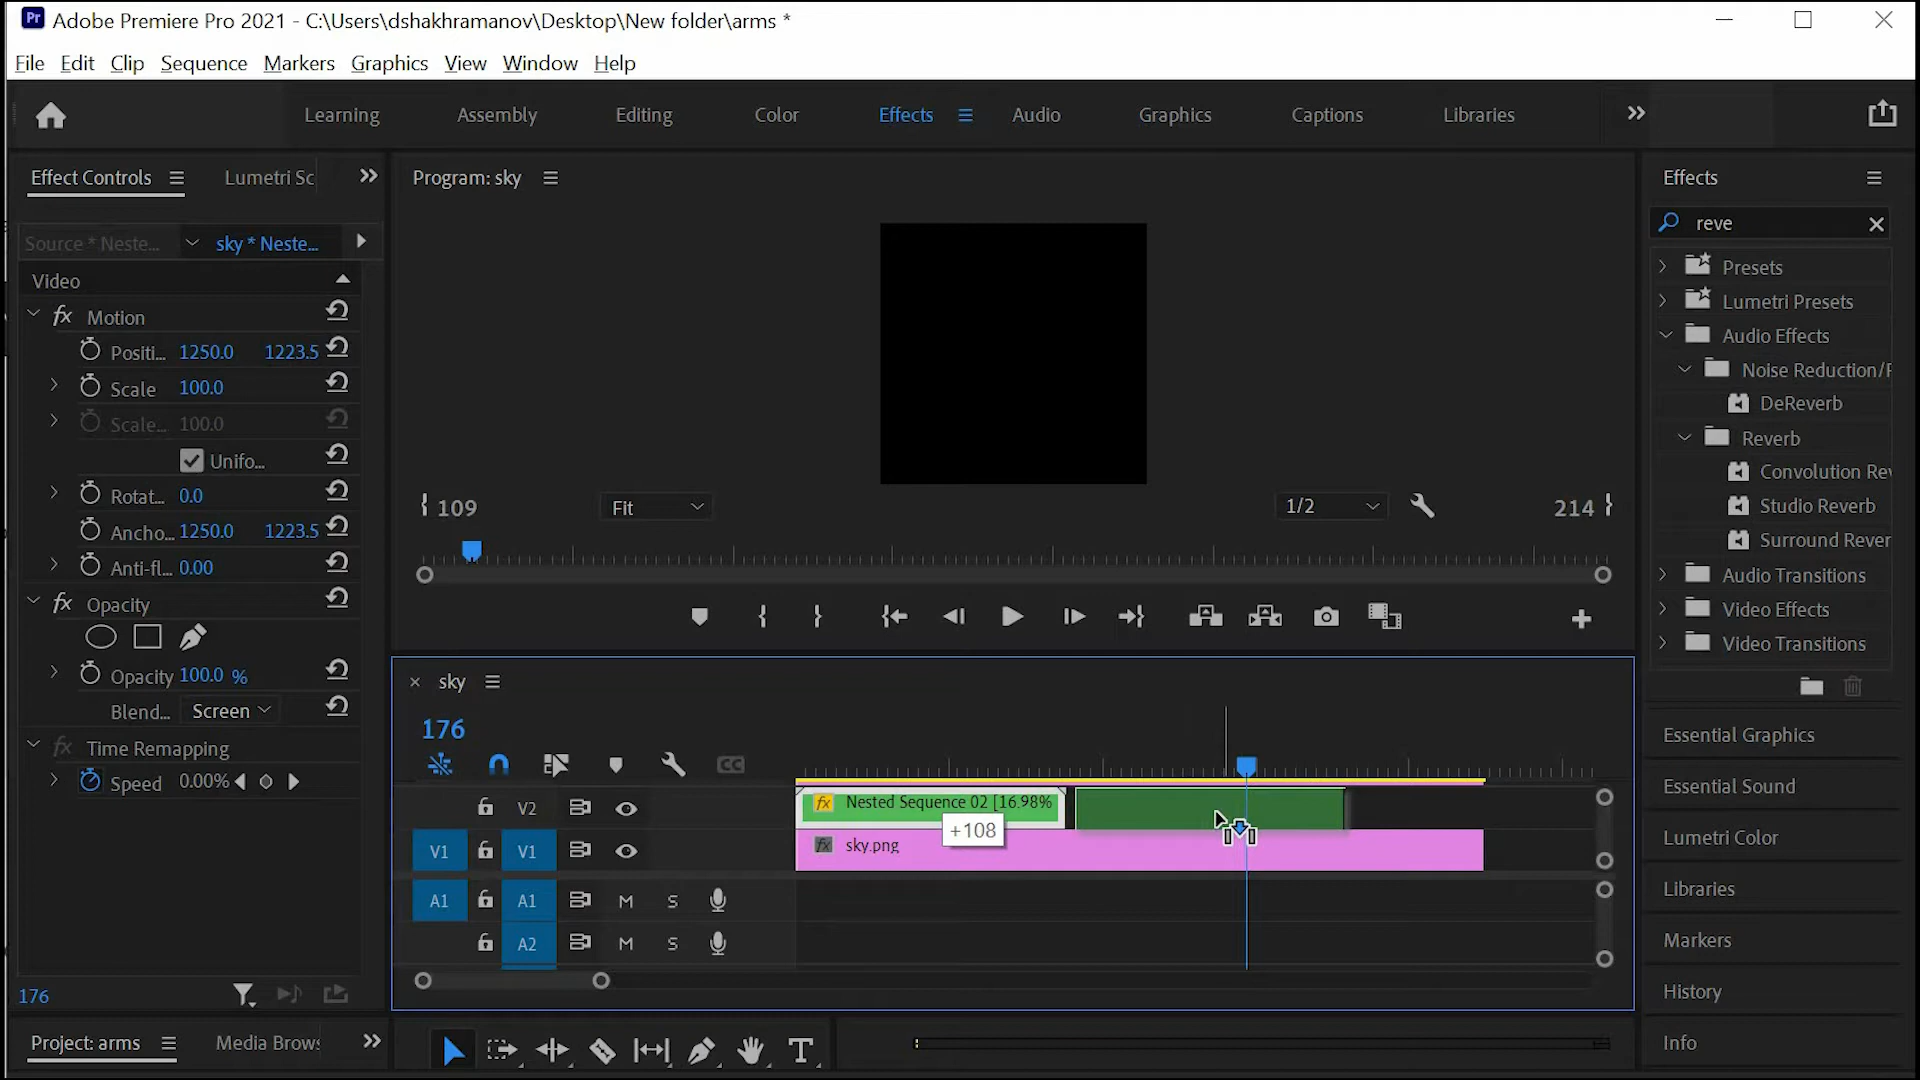 Pr Adobe Premiere Pro 2021 - C:\Users\dshakhramanov\Desktop\New folder\arms *
File Edit Clip Sequence Markers Graphics View Window Help
Learning Assembly Editing Color Effects Audio Graphics Captions Libraries
Effect Controls Lumetri Sc
Program: sky
Effects
Source * Neste... sky * Neste...
reve
Video
Presets
fx Motion
Lumetri Presets
Positi... 1250.0 1223.5
Audio Effects
Scale 100.0
Noise Reduction/
Scale... 100.0
DeReverb
Unifo...
Reverb
Rotat... 0.0
Convolution Rev
Ancho... 1250.0 1223.5
109 Fit 1/2 214
Studio Reverb
Anti-fl... 0.00
Surround Rever
fx Opacity
Audio Transitions
Video Effects
Video Transitions
Opacity 100.0 %
sky
Blend... Screen
176
Essential Graphics
fx Time Remapping
Speed 0.00%
CC
Essential Sound
V2 fx Nested Sequence 02 [16.98%
+108
Lumetri Color
V1 V1 fx sky.png
Libraries
A1 A1 M S
Markers
A2 M S
176
History
Project: arms Media Brows
T
Info